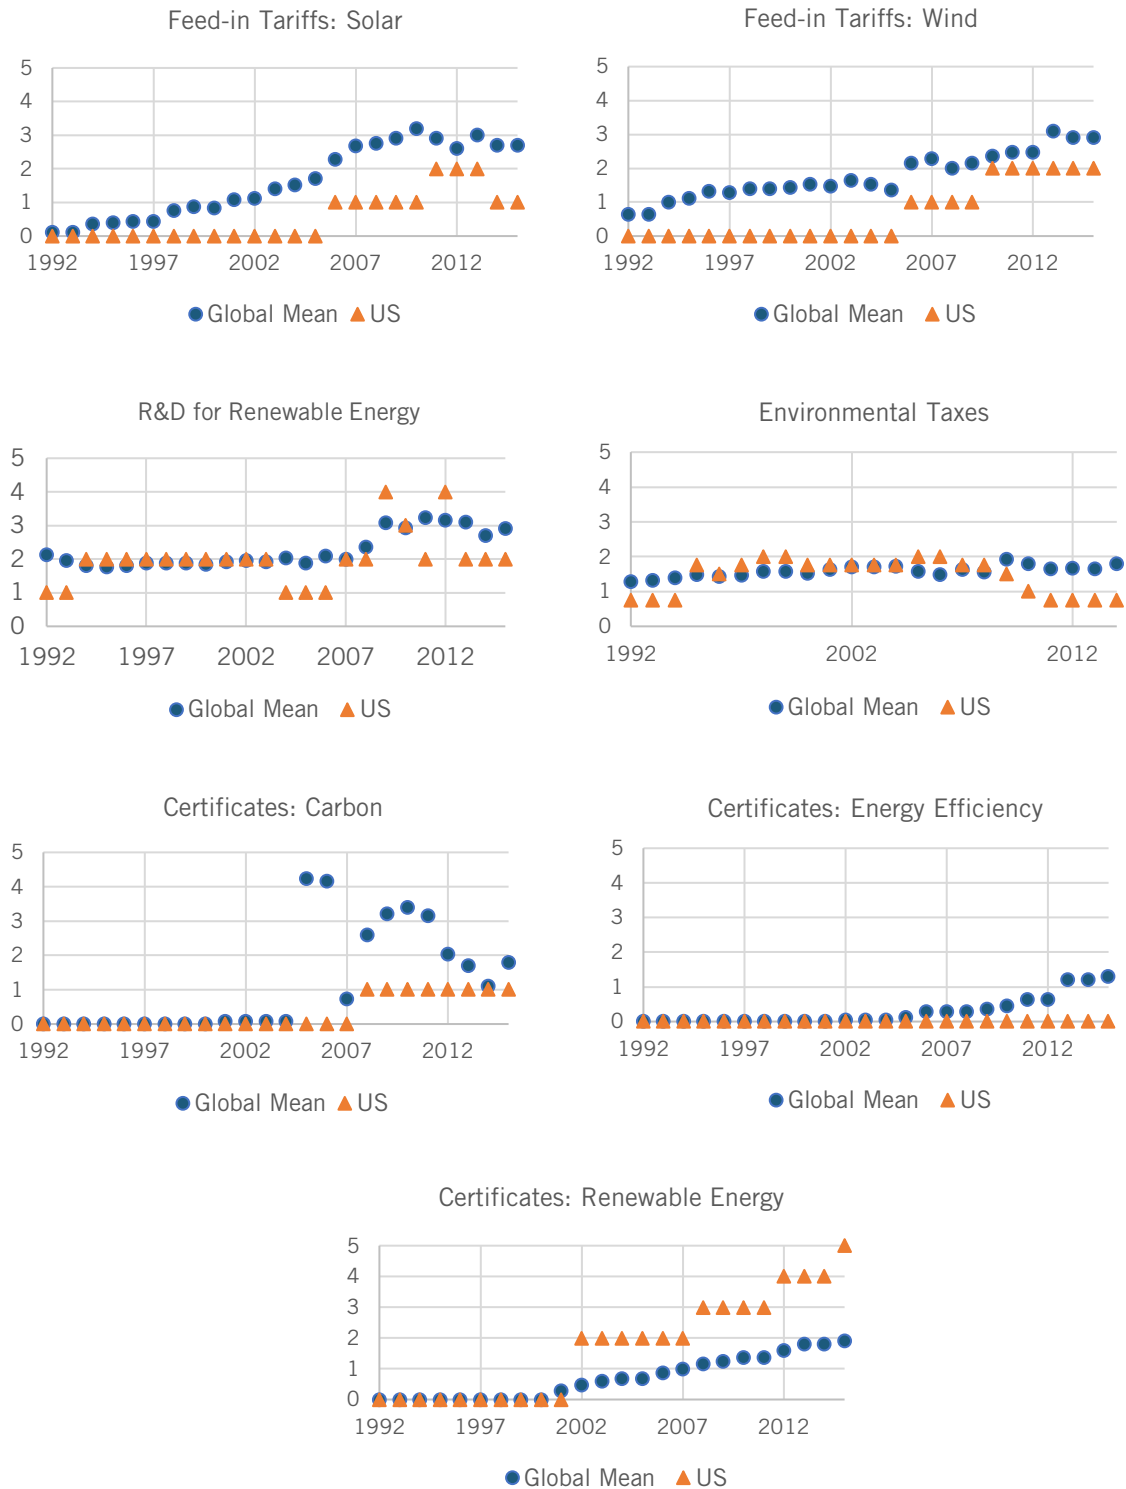 Feed-in Tariffs: Solar
5
4
3
2
1
0
1992 1997 2002 2007 2012
Global Mean US
Feed-in Tariffs: Wind
5
4
3
2
1
0
1992 1997 2002 2007 2012
Global Mean US
R&D for Renewable Energy
5
4
3
2
1
0
1992 1997 2002 2007 2012
Global Mean US
Environmental Taxes
5
4
3
2
1
0
1992 2002 2012
Global Mean US
Certificates: Carbon
5
4
3
2
1
0
1992 1997 2002 2007 2012
Global Mean US
Certificates: Energy Efficiency
5
4
3
2
1
0
1992 1997 2002 2007 2012
Global Mean US
Certificates: Renewable Energy
5
4
3
2
1
0
1992 1997 2002 2007 2012
Global Mean US